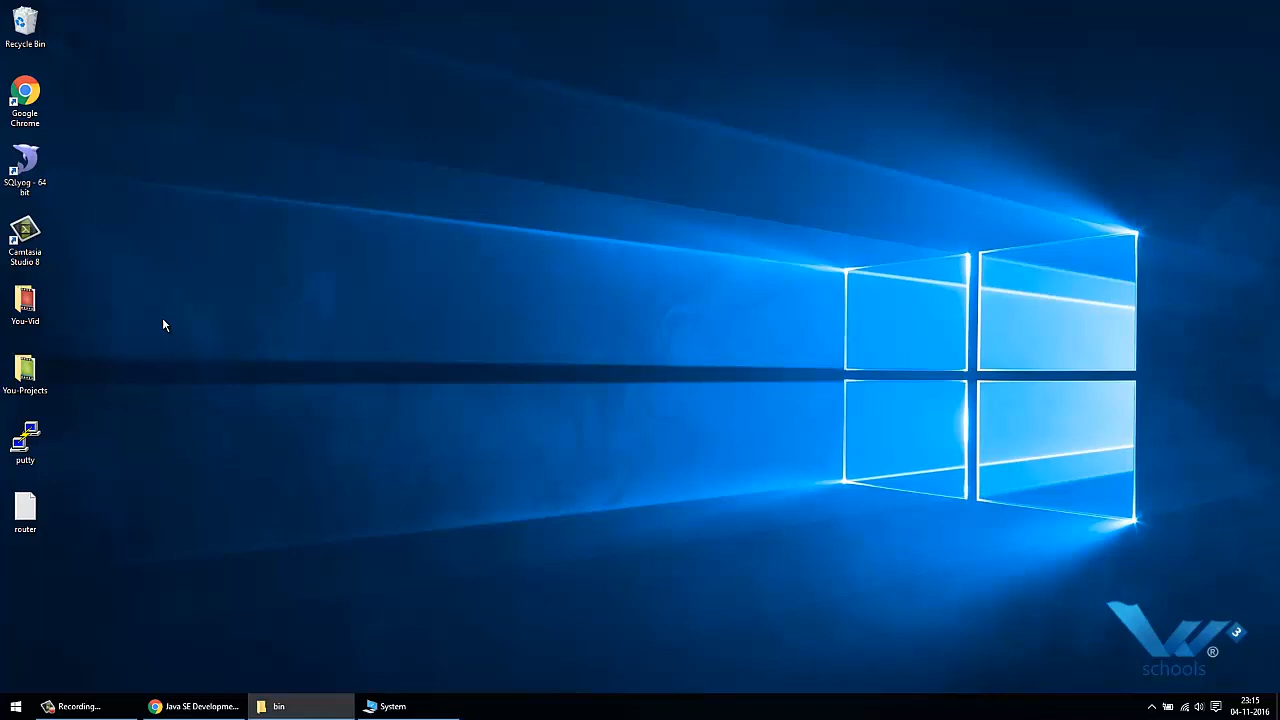 Recycle Bin
Google
Chrome
SQLyog - 64
bit
Camtasia
Studio 8
You-Vid
You-Projects
putty
router
3
®
schools
Recording...
Java SE Developme...
bin
System
23:15
04-11-2016